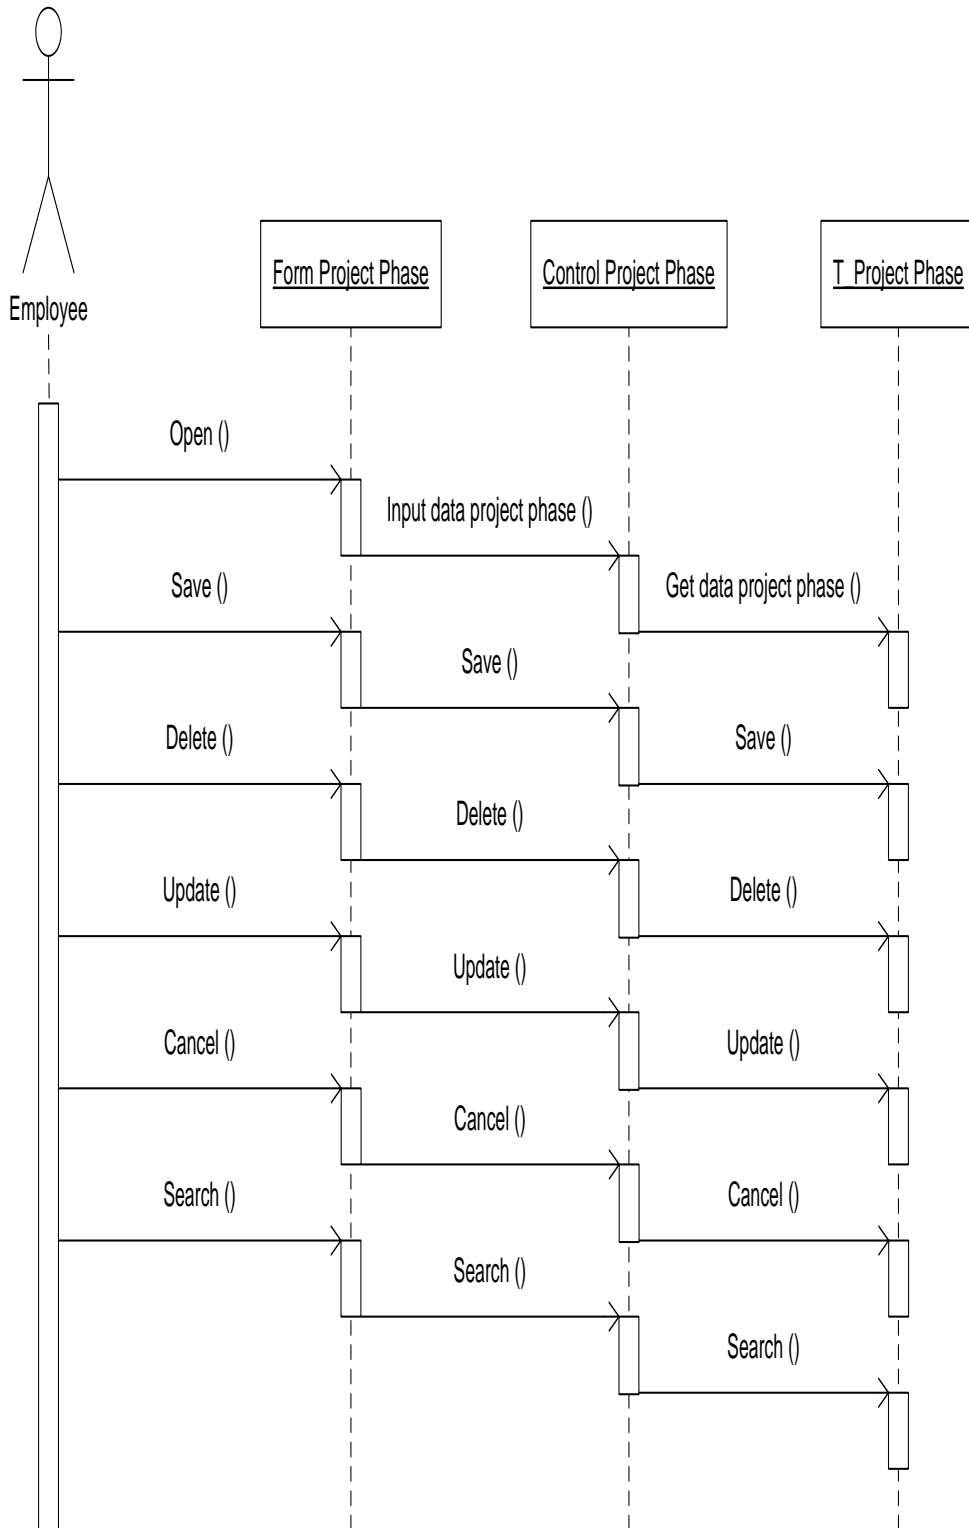 Form Project Phase
Control Project Phase
T_Project Phase
Employee
Open ()
Input data project phase ()
Save ()
Get data project phase ()
Save ()
Delete ()
Save ()
Delete ()
Update ()
Delete ()
Update ()
Cancel ()
Update ()
Cancel ()
Search ()
Cancel ()
Search ()
Search ()